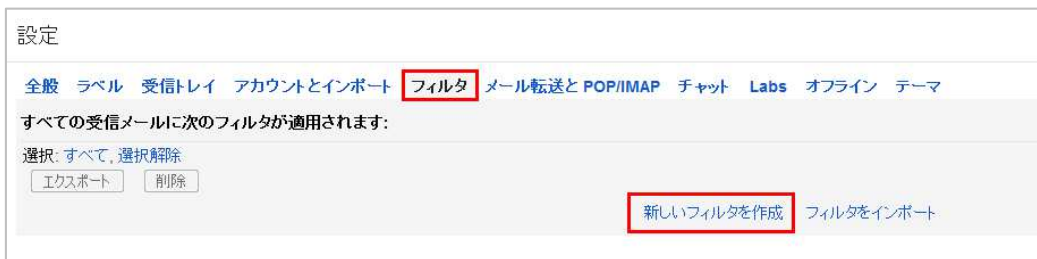 設定
全般 ラベル 受信トレイ アカウントとインポート フィルタ メール転送と POP/IMAP チャット Labs オフライン テーマ
すべての受信メールに次のフィルタが適用されます:
選択: すべて, 選択解除
エクスポート 削除
新しいフィルタを作成 フィルタをインポート